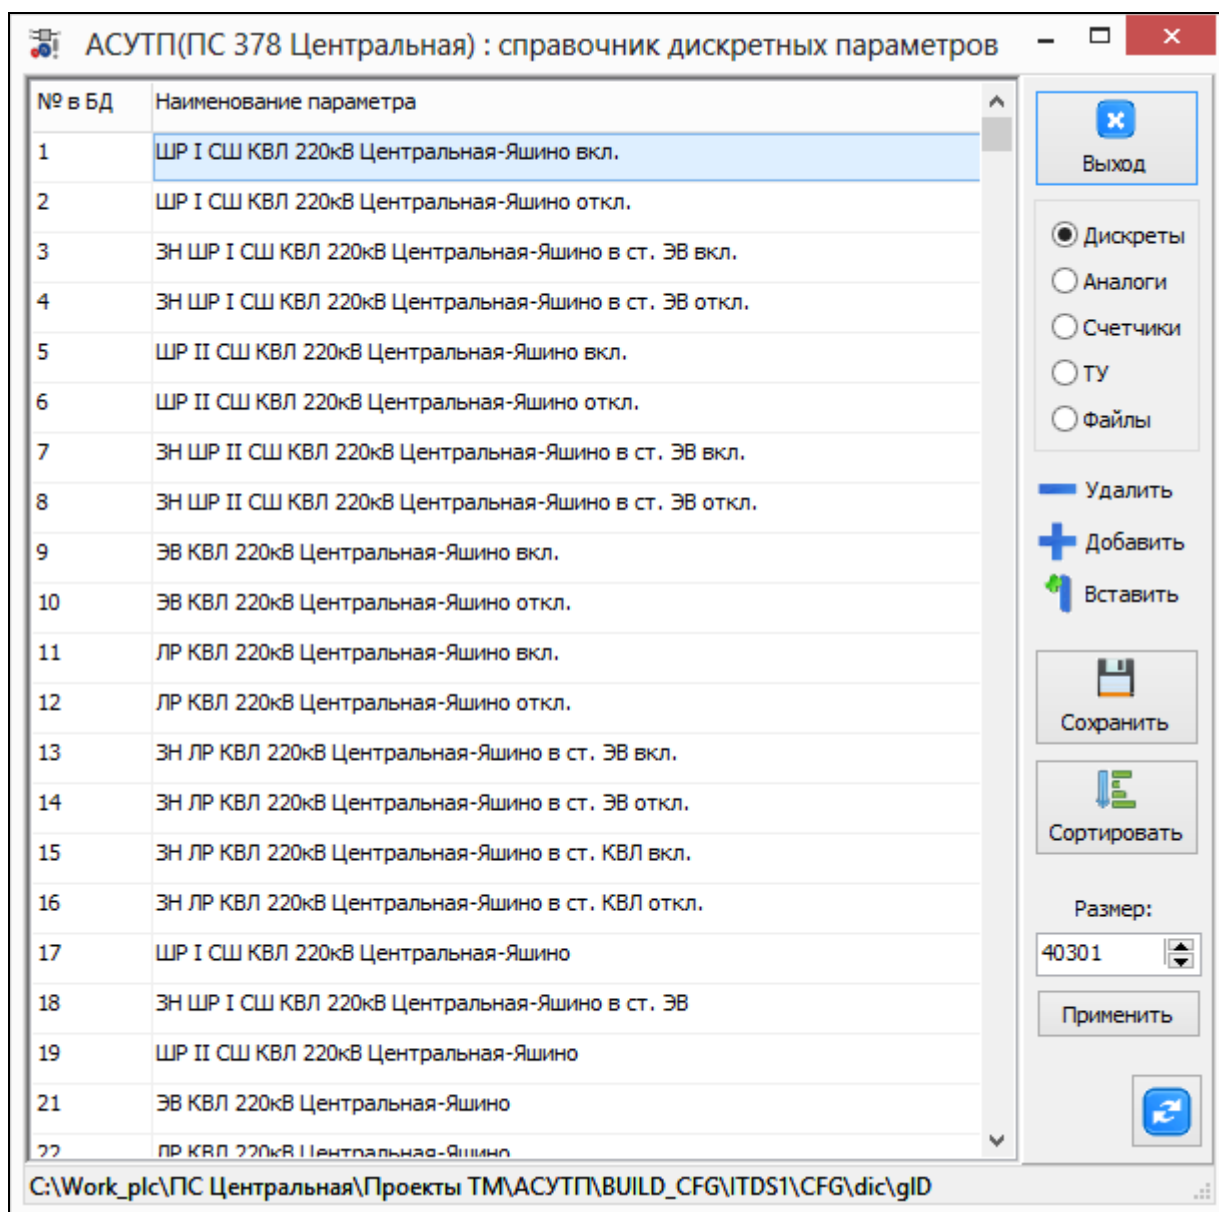 АСУТП(ПС 378 Центральная) : справочник дискретных параметров
№ в БД Наименование параметра
1 ШР I СШ КВЛ 220кВ Центральная-Яшино вкл.
2 ШР I СШ КВЛ 220кВ Центральная-Яшино откл.
3 ЗН ШР I СШ КВЛ 220кВ Центральная-Яшино в ст. ЭВ вкл.
4 ЗН ШР I СШ КВЛ 220кВ Центральная-Яшино в ст. ЭВ откл.
5 ШР II СШ КВЛ 220кВ Центральная-Яшино вкл.
6 ШР II СШ КВЛ 220кВ Центральная-Яшино откл.
7 ЗН ШР II СШ КВЛ 220кВ Центральная-Яшино в ст. ЭВ вкл.
8 ЗН ШР II СШ КВЛ 220кВ Центральная-Яшино в ст. ЭВ откл.
9 ЭВ КВЛ 220кВ Центральная-Яшино вкл.
10 ЭВ КВЛ 220кВ Центральная-Яшино откл.
11 ЛР КВЛ 220кВ Центральная-Яшино вкл.
12 ЛР КВЛ 220кВ Центральная-Яшино откл.
13 ЗН ЛР КВЛ 220кВ Центральная-Яшино в ст. ЭВ вкл.
14 ЗН ЛР КВЛ 220кВ Центральная-Яшино в ст. ЭВ откл.
15 ЗН ЛР КВЛ 220кВ Центральная-Яшино в ст. КВЛ вкл.
16 ЗН ЛР КВЛ 220кВ Центральная-Яшино в ст. КВЛ откл.
17 ШР I СШ КВЛ 220кВ Центральная-Яшино
18 ЗН ШР I СШ КВЛ 220кВ Центральная-Яшино в ст. ЭВ
19 ШР II СШ КВЛ 220кВ Центральная-Яшино
21 ЭВ КВЛ 220кВ Центральная-Яшино
22 ЛР КВЛ 220кВ Центральная-Яшино
Выход
Дискреты
Аналоги
Счетчики
ТУ
Файлы
Удалить
Добавить
Вставить
Сохранить
Сортировать
Размер:
40301
Применить
C:\Work_plc\ПС Центральная\Проекты ТМ\АСУТП\BUILD_CFG\ITDS1\CFG\dic\gID